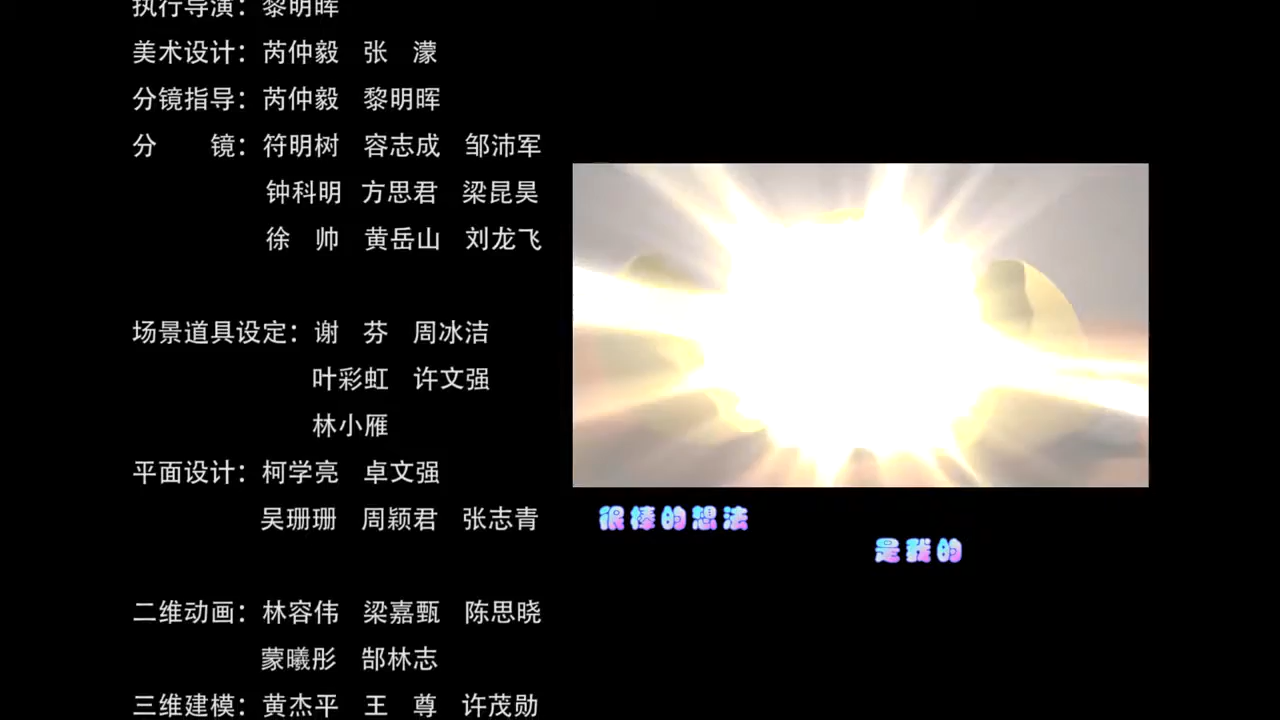 执行导演：黎明晖
美术设计：芮仲毅 张 濛
分镜指导：芮仲毅 黎明晖
分 镜：符明树 容志成 邹沛军
钟科明 方思君 梁昆昊
徐 帅 黄岳山 刘龙飞
场景道具设定：谢 芬 周冰洁
叶彩虹 许文强
林小雁
平面设计：柯学亮 卓文强
吴珊珊 周颖君 张志青
很棒的想法
是我的
二维动画：林容伟 梁嘉甄 陈思晓
蒙曦彤 郜林志
三维建模：黄杰平 王 尊 许茂勋